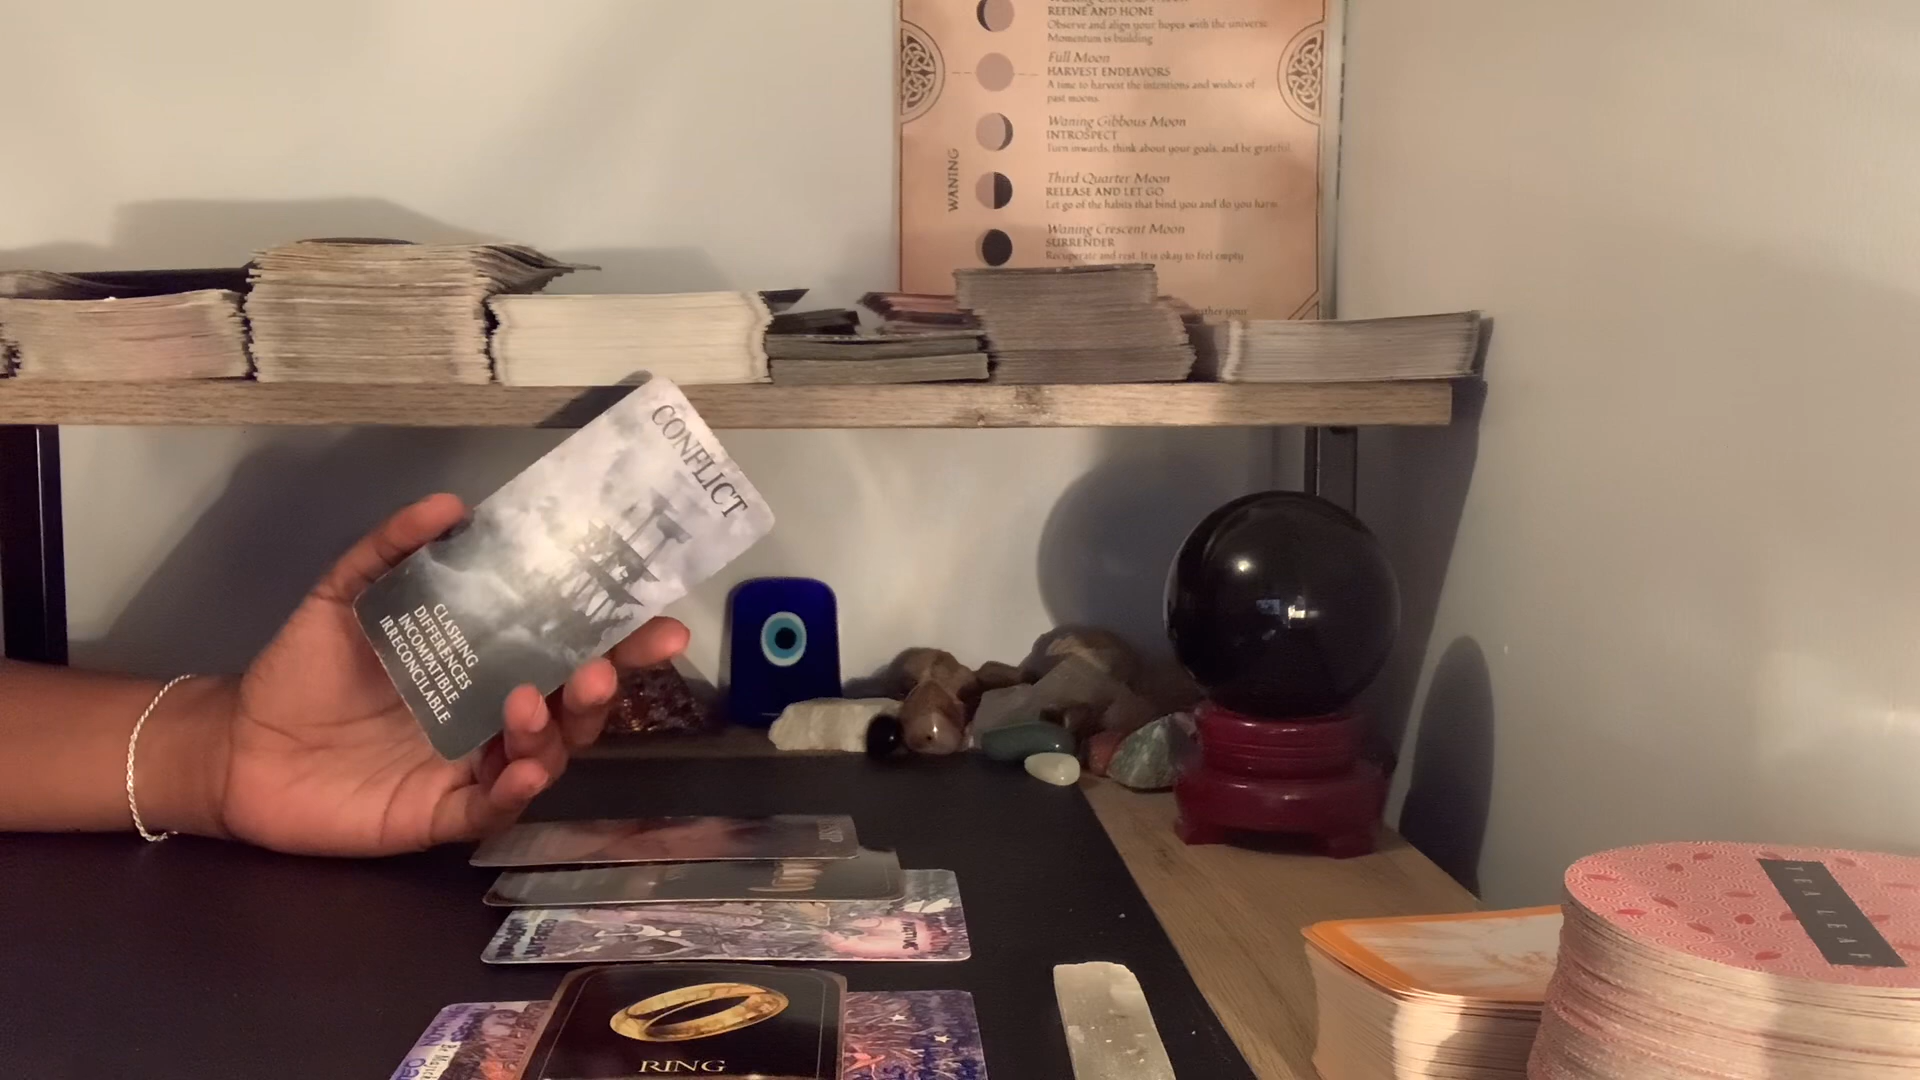 REFINE AND HONE
Observe and align your hopes with the universe.
Momentum is building
Full Moon
HARVEST ENDEAVORS
A time to harvest the intentions and wishes of
past moons.
Waning Gibbous Moon
INTROSPECT
Turn inwards, think about your goals, and be grateful.
Third Quarter Moon
RELEASE AND LET GO
Let go of the habits that bind you and do you harm.
Waning Crescent Moon
SURRENDER
Recuperate and rest. It is okay to feel empty
your
WANING
CONFLICT
CLASHING
DIFFERENCES
INCOMPATIBLE
IRRECONCILABLE
RING
TEA LEAF